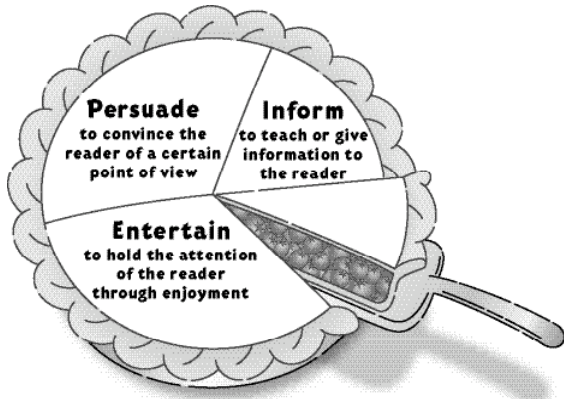 Persuade
to convince the
reader of a certain
point of view
Inform
to teach or give
information to
the reader
Entertain
to hold the attention
of the reader
through enjoyment